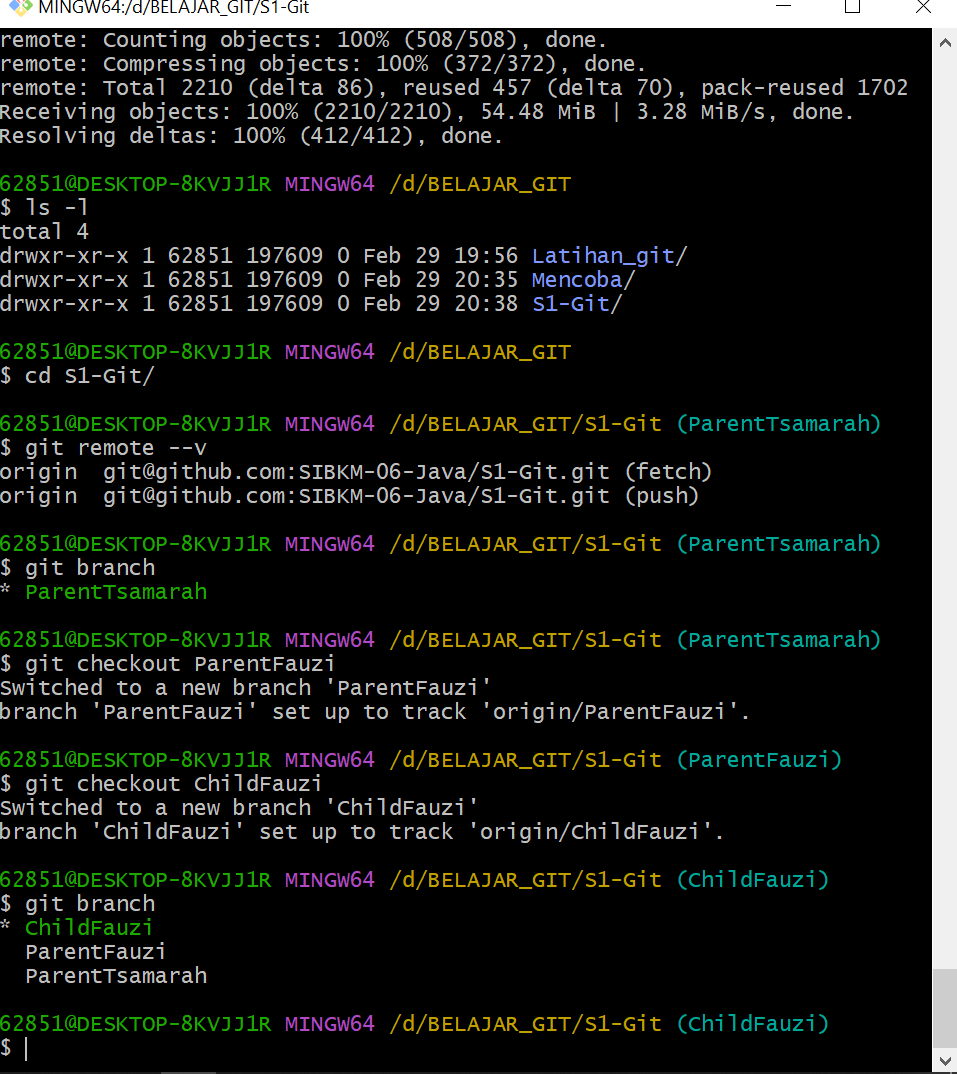 MINGW64:/d/BELAJAR_GIT/S1-Git
remote: Counting objects: 100% (508/508), done.
remote: Compressing objects: 100% (372/372), done.
remote: Total 2210 (delta 86), reused 457 (delta 70), pack-reused 1702
Receiving objects: 100% (2210/2210), 54.48 MiB | 3.28 MiB/s, done.
Resolving deltas: 100% (412/412), done.

62851@DESKTOP-8KVJJ1R MINGW64 /d/BELAJAR_GIT
$ ls -l
total 4
drwxr-xr-x 1 62851 197609 0 Feb 29 19:56 Latihan_git/
drwxr-xr-x 1 62851 197609 0 Feb 29 20:35 Mencoba/
drwxr-xr-x 1 62851 197609 0 Feb 29 20:38 S1-Git/

62851@DESKTOP-8KVJJ1R MINGW64 /d/BELAJAR_GIT
$ cd S1-Git/

62851@DESKTOP-8KVJJ1R MINGW64 /d/BELAJAR_GIT/S1-Git (ParentTsamarah)
$ git remote --v
origin  git@github.com:SIBKM-06-Java/S1-Git.git (fetch)
origin  git@github.com:SIBKM-06-Java/S1-Git.git (push)

62851@DESKTOP-8KVJJ1R MINGW64 /d/BELAJAR_GIT/S1-Git (ParentTsamarah)
$ git branch
* ParentTsamarah

62851@DESKTOP-8KVJJ1R MINGW64 /d/BELAJAR_GIT/S1-Git (ParentTsamarah)
$ git checkout ParentFauzi
Switched to a new branch 'ParentFauzi'
branch 'ParentFauzi' set up to track 'origin/ParentFauzi'.

62851@DESKTOP-8KVJJ1R MINGW64 /d/BELAJAR_GIT/S1-Git (ParentFauzi)
$ git checkout ChildFauzi
Switched to a new branch 'ChildFauzi'
branch 'ChildFauzi' set up to track 'origin/ChildFauzi'.

62851@DESKTOP-8KVJJ1R MINGW64 /d/BELAJAR_GIT/S1-Git (ChildFauzi)
$ git branch
* ChildFauzi
  ParentFauzi
  ParentTsamarah

62851@DESKTOP-8KVJJ1R MINGW64 /d/BELAJAR_GIT/S1-Git (ChildFauzi)
$